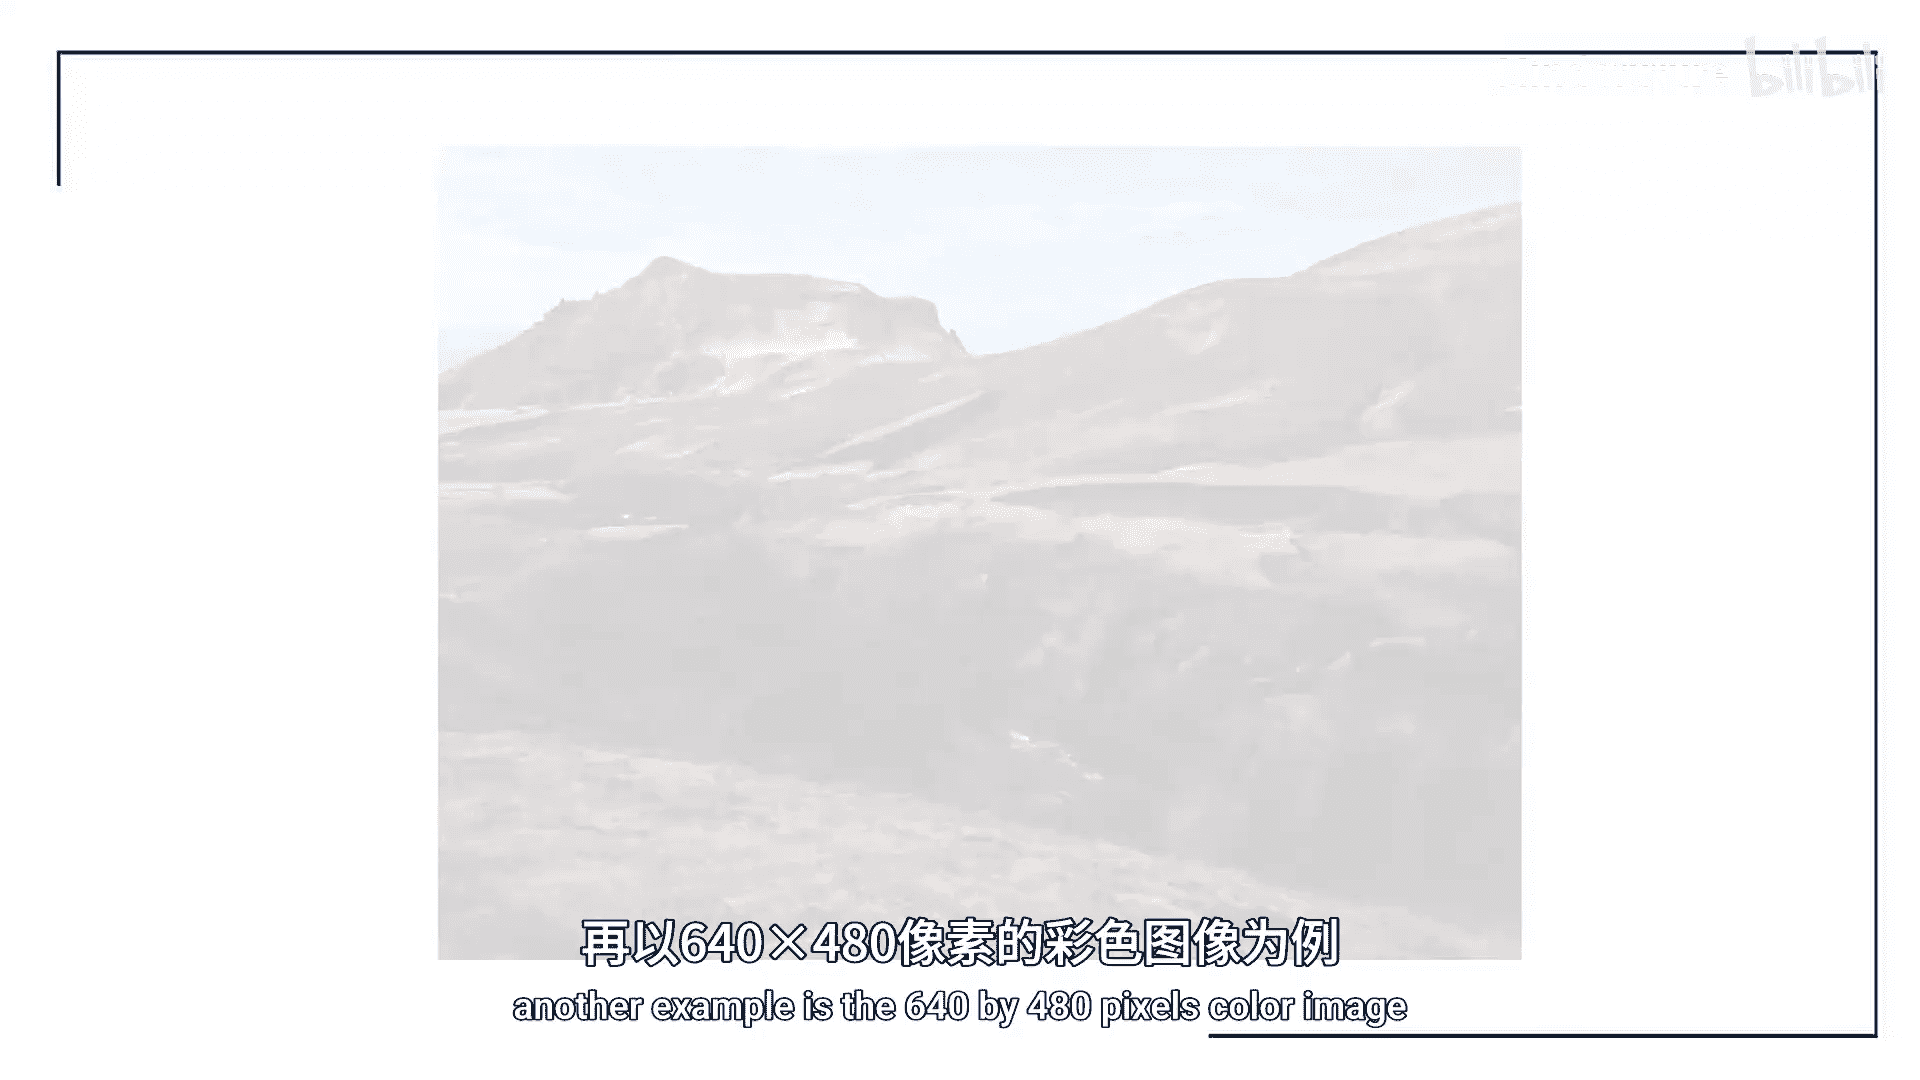 bilibili
再以640×480像素的彩色图像为例
another example is the 640 by 480 pixels color image